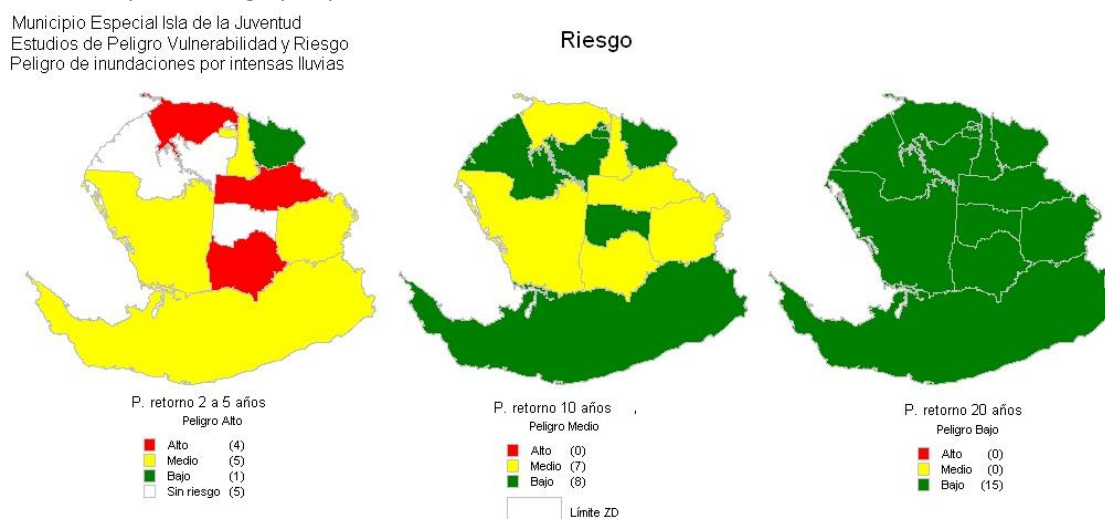 Municipio Especial Isla de la Juventud
Estudios de Peligro Vulnerabilidad y Riesgo
Peligro de inundaciones por intensas lluvias
Riesgo
P. retorno 2 a 5 años
Peligro Alto
Alto (4)
Medio (5)
Bajo (1)
Sin riesgo (5)
P. retorno 10 años
Peligro Medio
Alto (0)
Medio (7)
Bajo (8)
Límite ZD
P. retorno 20 años
Peligro Bajo
Alto (0)
Medio (0)
Bajo (15)